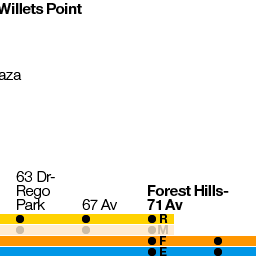 Willets Point
aza
63 Dr-
Rego
Park
67 Av
Forest Hills-
71 Av
R
M
F
E